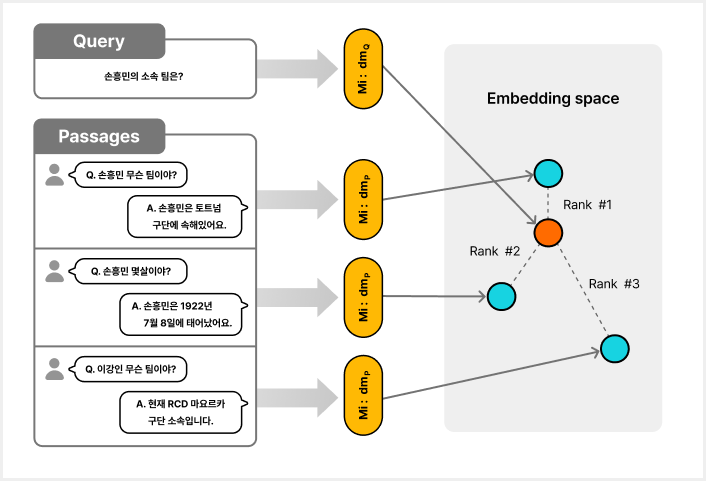 Query
손흥민의 소속 팀은?
Mi: dmQ
Embedding space
Passages
Q. 손흥민 무슨 팀이야?
A. 손흥민은 토트넘
구단에 속해있어요.
Mi: dmP
Q. 손흥민 몇살이야?
A. 손흥민은 1922년
7월 8일에 태어났어요.
Mi: dmP
Q. 이강인 무슨 팀이야?
A. 현재 RCD 마요르카
구단 소속입니다.
Mi: dmP
Rank #1
Rank #2
Rank #3